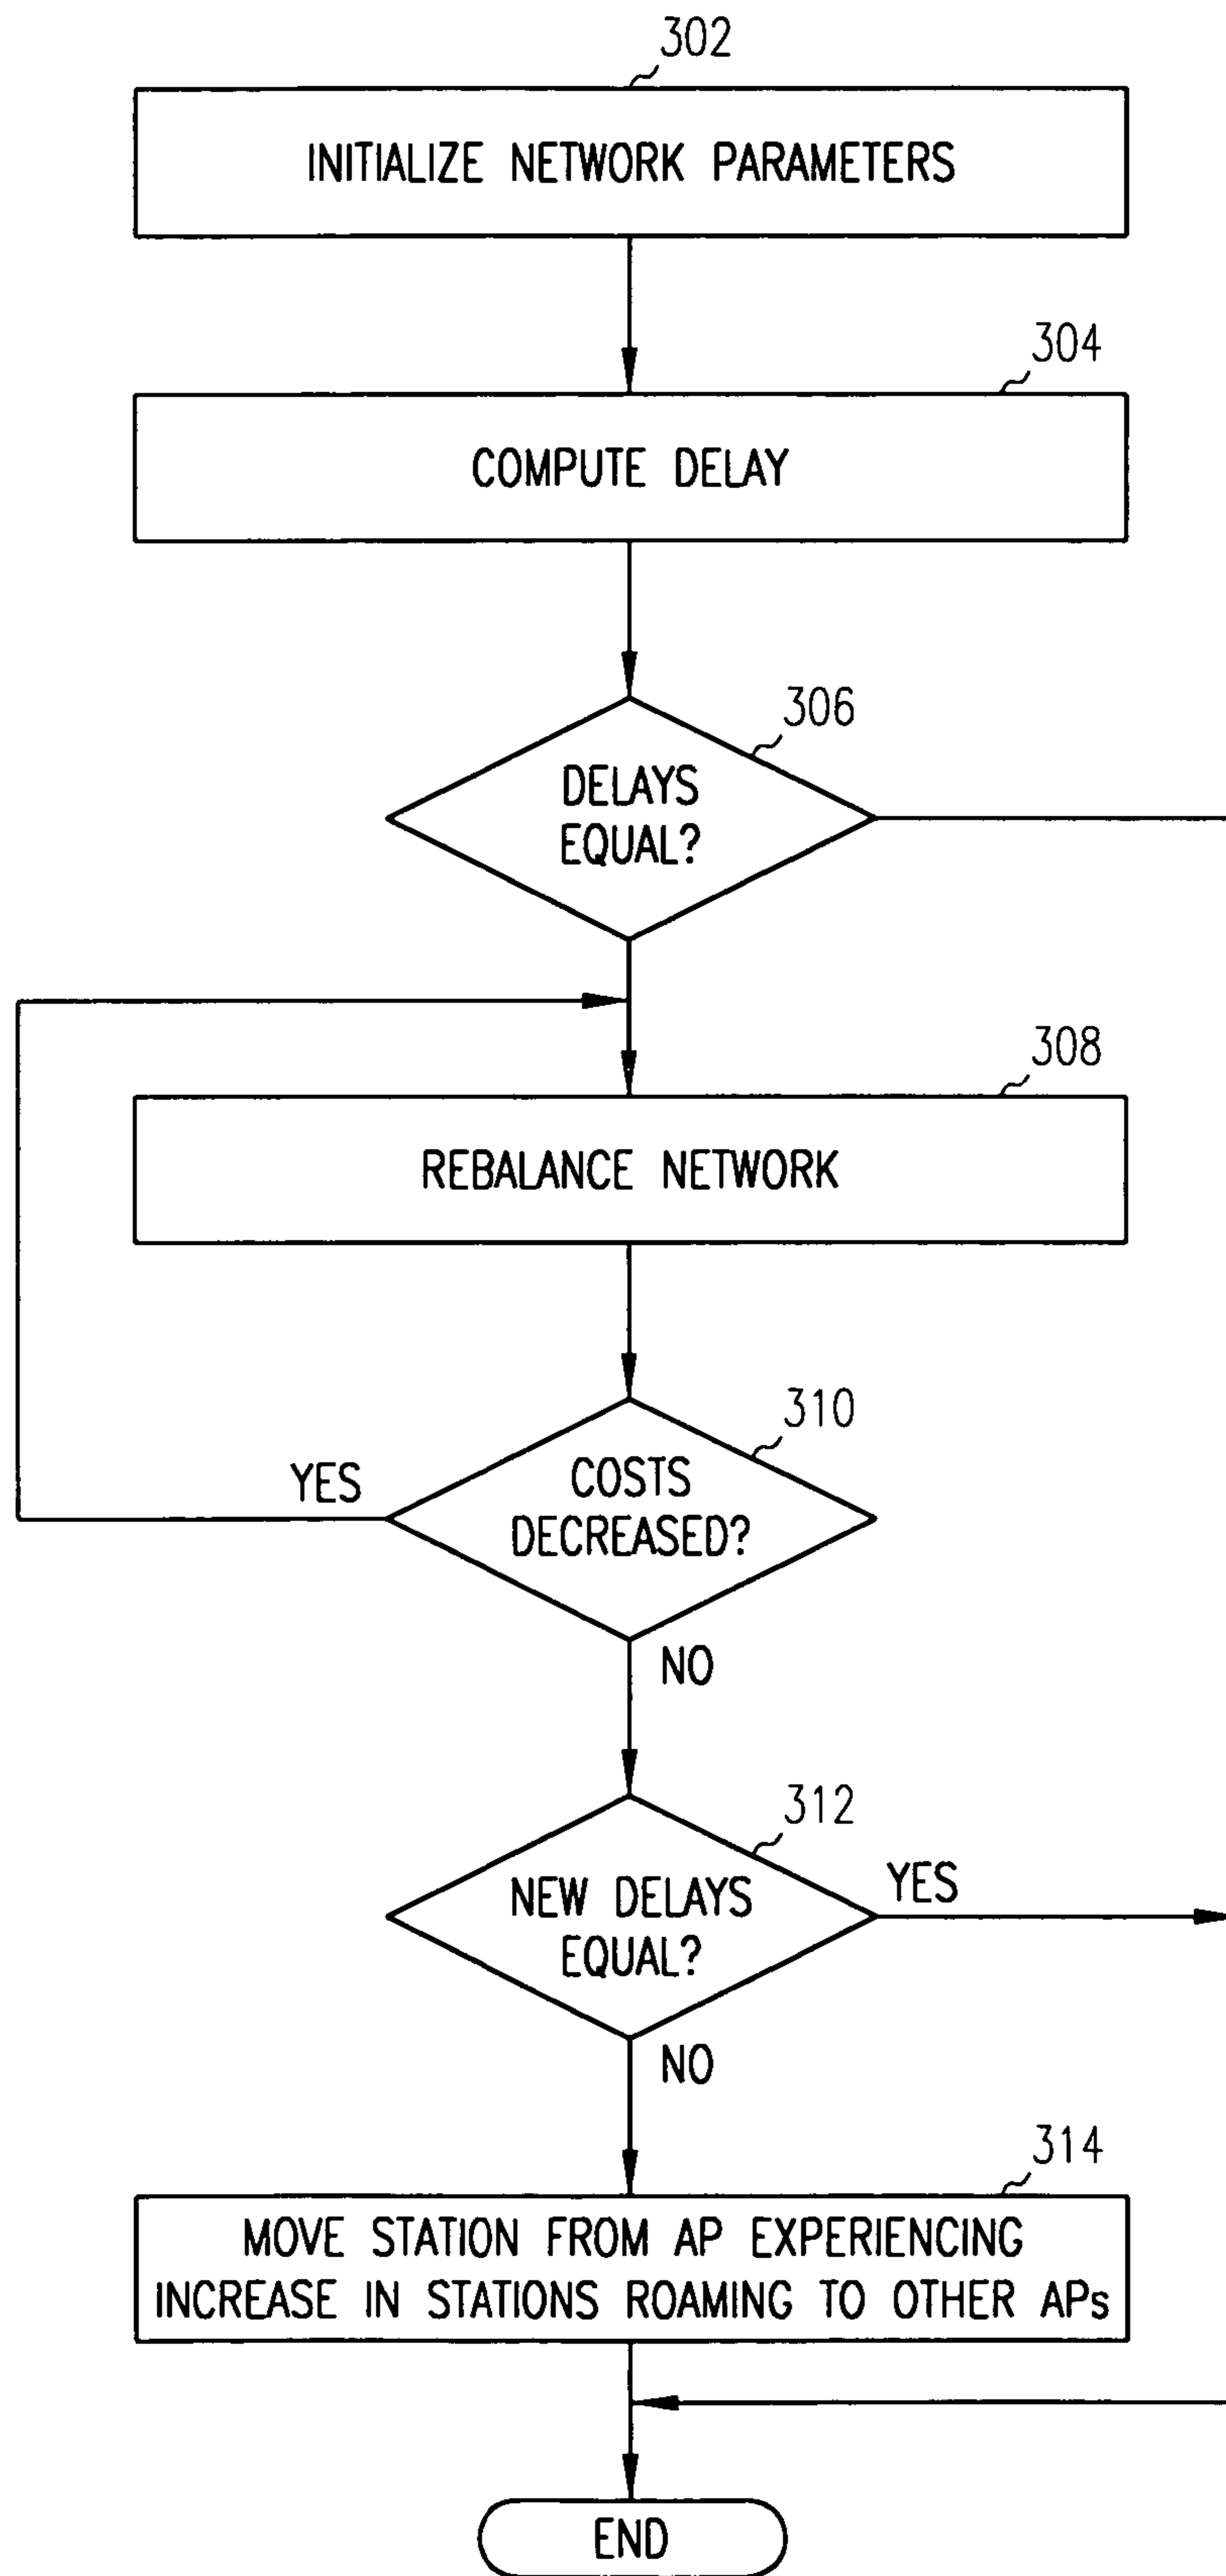 302
INITIALIZE NETWORK PARAMETERS
304
COMPUTE DELAY
306
DELAYS
EQUAL?
308
REBALANCE NETWORK
310
YES
COSTS
DECREASED?
NO
312
YES
NEW DELAYS
EQUAL?
NO
314
MOVE STATION FROM AP EXPERIENCING
INCREASE IN STATIONS ROAMING TO OTHER APs
END